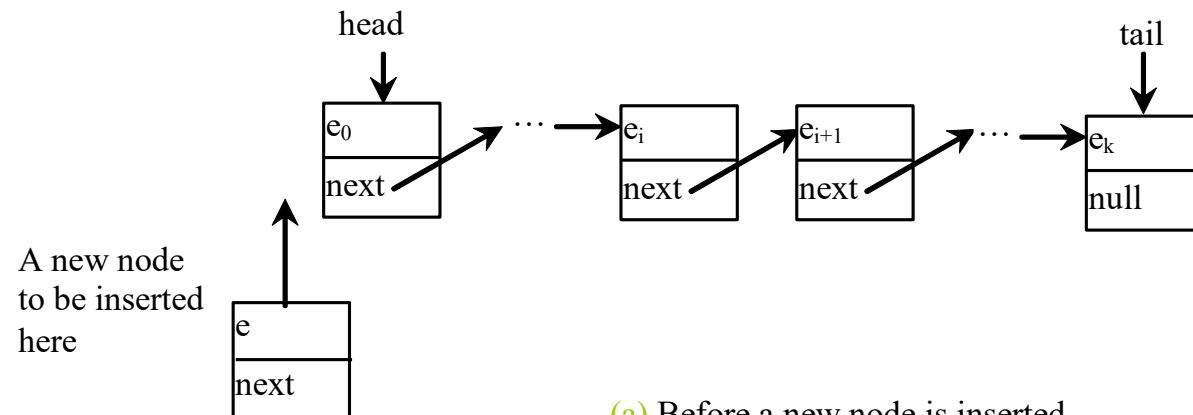 head
tail
e₀ … eᵢ eᵢ₊₁ … eₖ
next next next null
A new node
to be inserted
here
e
next
(a) Before a new node is inserted